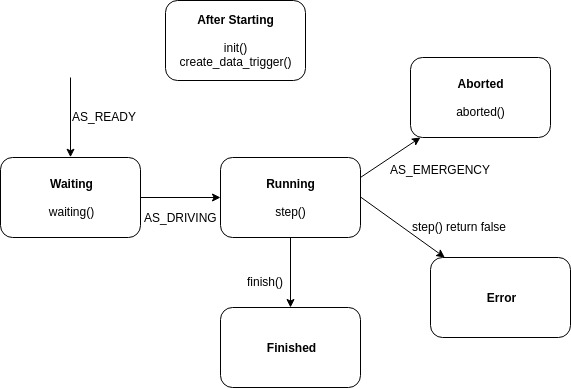 After Starting
init()
create_data_trigger()
Aborted
aborted()
AS_READY
AS_EMERGENCY
Waiting
waiting()
AS_DRIVING
Running
step()
step() return false
finish()
Error
Finished